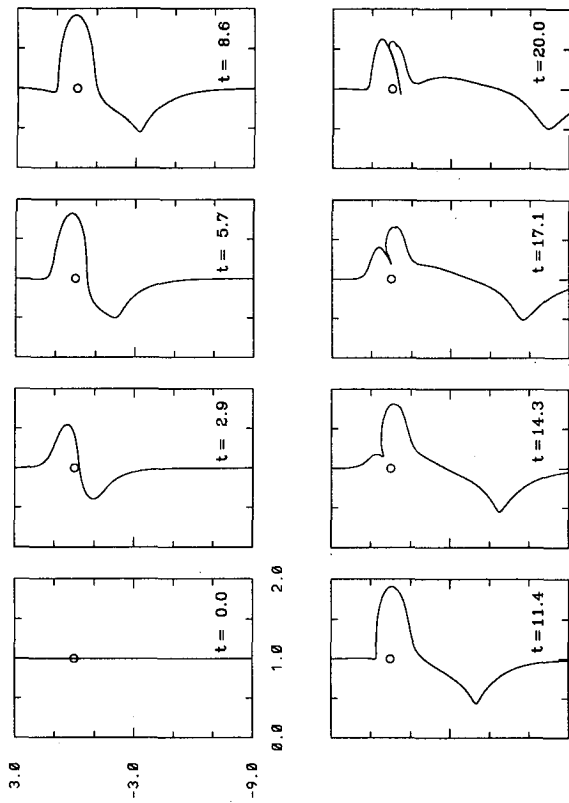 3.0
-3.0
-9.0
0.0
1.0
2.0
t= 0.0
t= 2.9
t= 5.7
t= 8.6
t=11.4
t=14.3
t=17.1
t=20.0